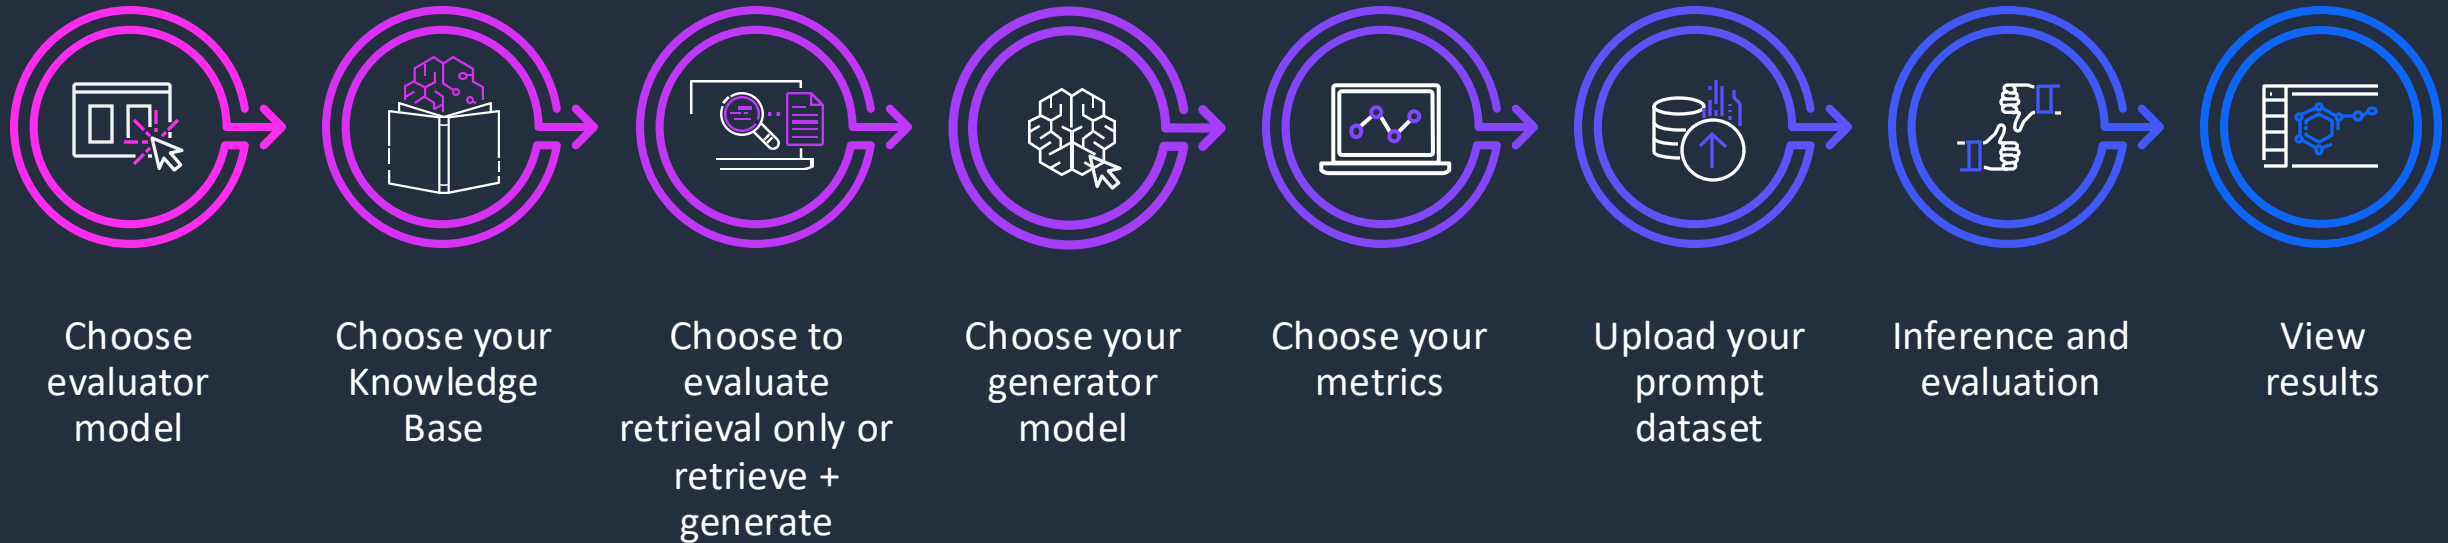 Choose
evaluator
model
Choose your
Knowledge
Base
Choose to
evaluate
retrieval only or
retrieve +
generate
Choose your
generator
model
Choose your
metrics
Upload your
prompt
dataset
Inference and
evaluation
View
results